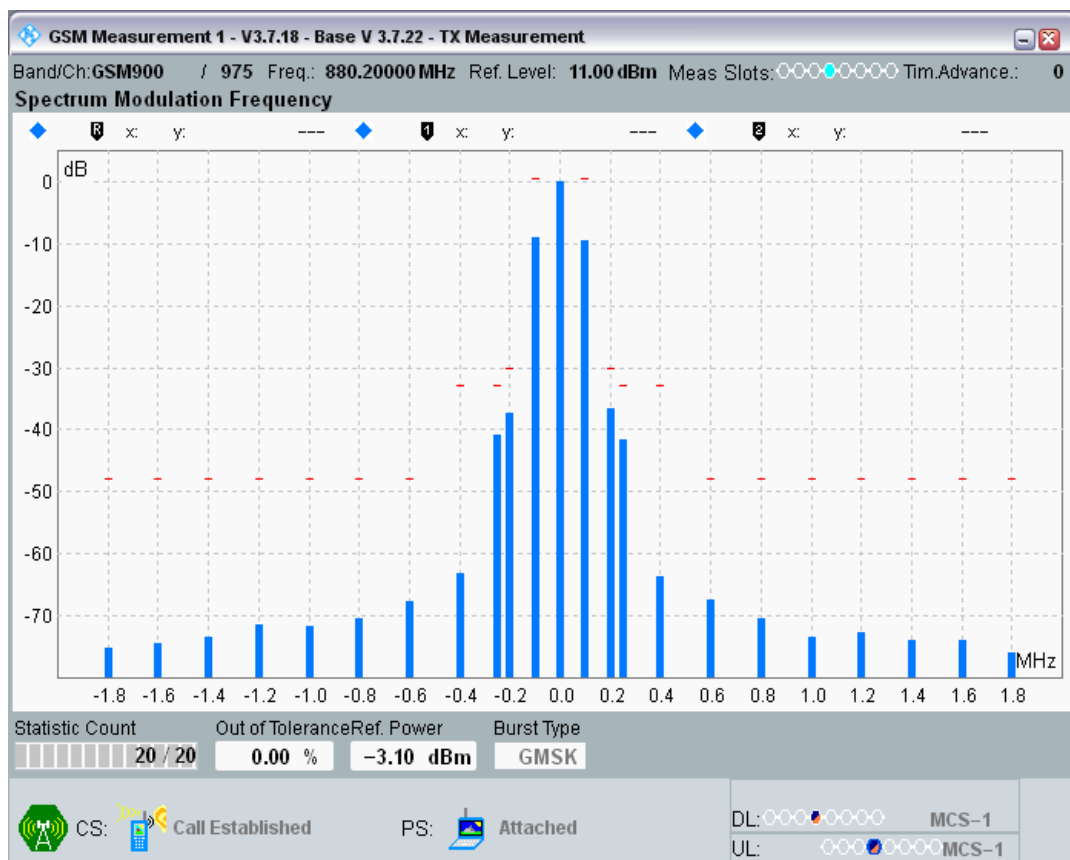 GSM Measurement 1 - V3.7.18 - Base V 3.7.22 - TX Measurement
Band/Ch:GSM900 / 975 Freq.: 880.20000 MHz Ref. Level: 11.00 dBm Meas Slots: Tim.Advance.: 0
Spectrum Modulation Frequency
R x: y: --- 1 x: y: --- 2 x: y: ---
dB
0
-10
-20
-30
-40
-50
-60
-70
MHz
-1.8 -1.6 -1.4 -1.2 -1.0 -0.8 -0.6 -0.4 -0.2 0.0 0.2 0.4 0.6 0.8 1.0 1.2 1.4 1.6 1.8
Statistic Count Out of Tolerance Ref. Power Burst Type
20 / 20 0.00 % −3.10 dBm GMSK
CS: Call Established PS: Attached
DL: MCS−1
UL: MCS−1